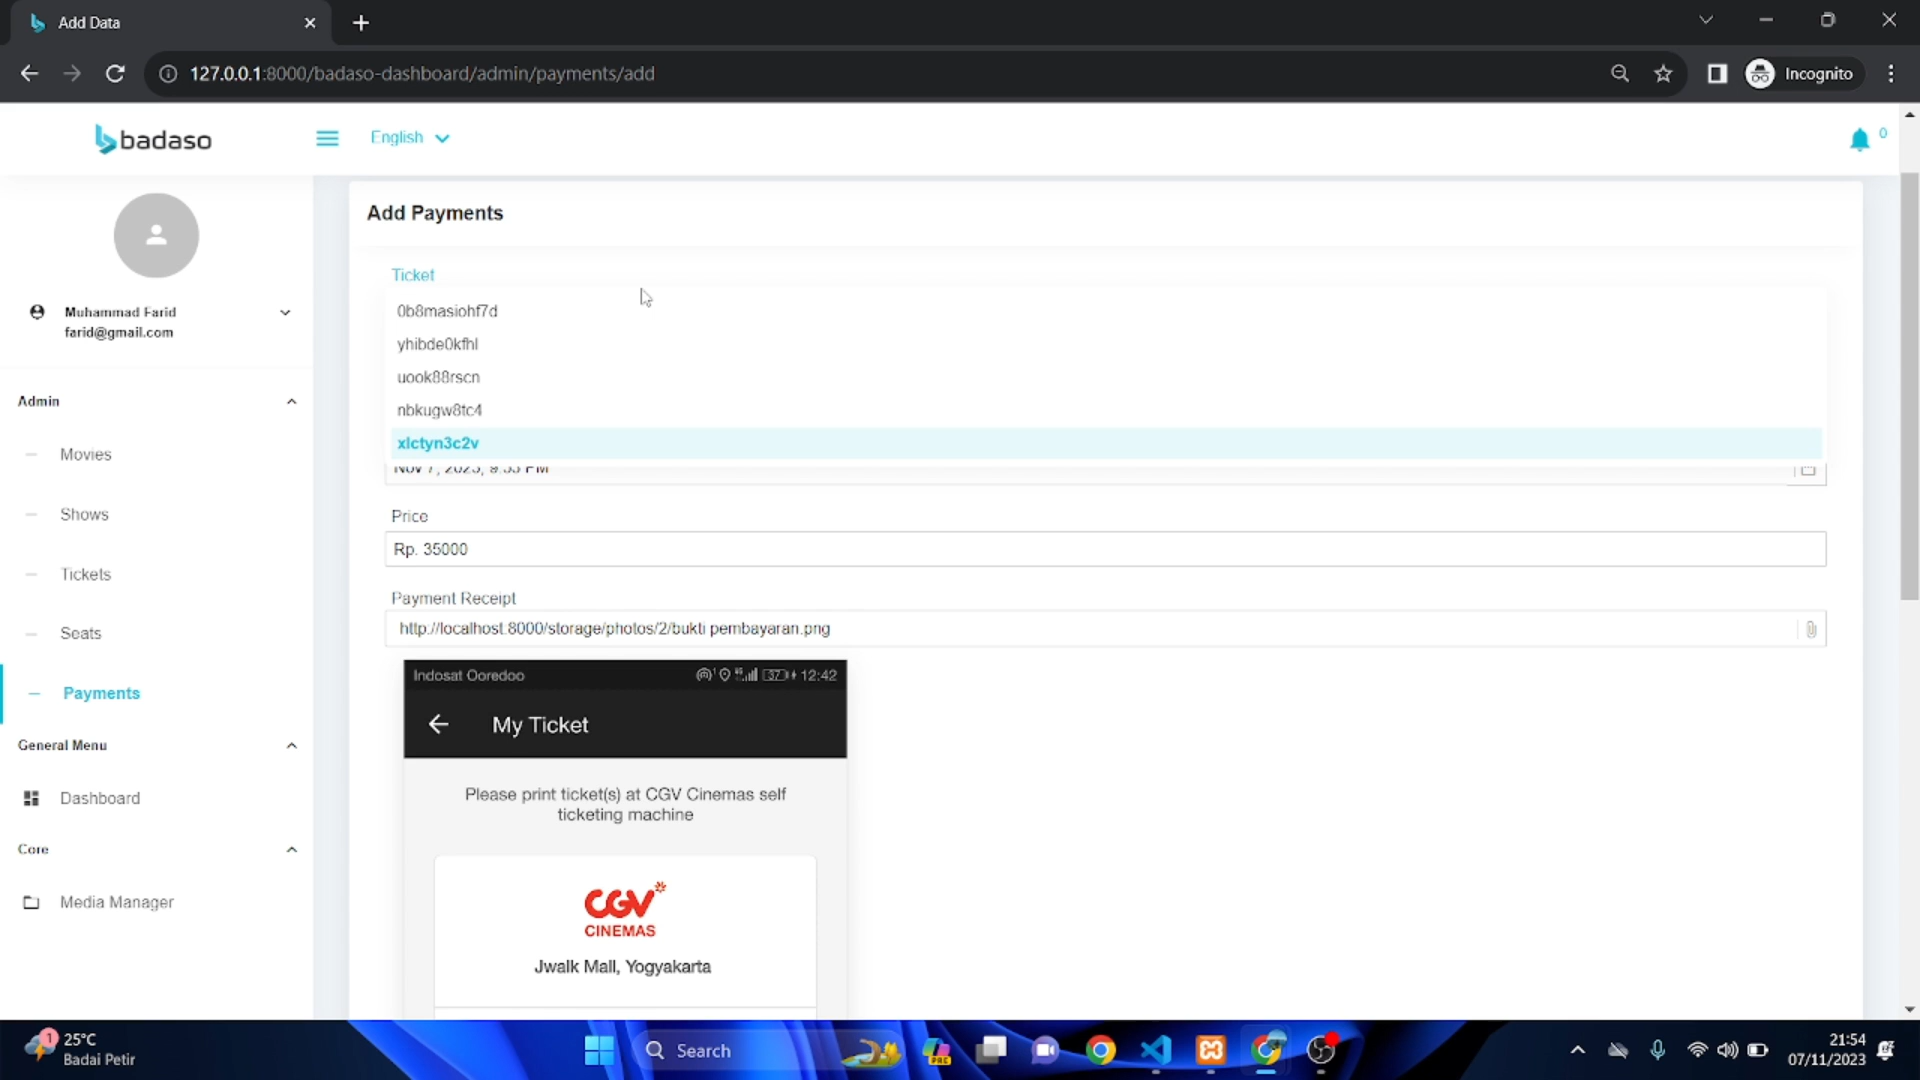 Add Data
127.0.0.1:8000/badaso-dashboard/admin/payments/add
Incognito
badaso
English
0
Muhammad Farid
farid@gmail.com
Admin
Movies
Shows
Tickets
Seats
Payments
General Menu
Dashboard
Core
Media Manager
Add Payments
Ticket
0b8masiohf7d
yhibde0kfhl
uook88rscn
nbkugw8tc4
xlctyn3c2v
Price
Rp. 35000
Payment Receipt
http://localhost:8000/storage/photos/2/bukti pembayaran.png
Indosat Ooredoo
37
12:42
My Ticket
Please print ticket(s) at CGV Cinemas self
ticketing machine
CGV
CINEMAS
Jwalk Mall, Yogyakarta
1
25°C
Badai Petir
Search
PRE
21:54
07/11/2023